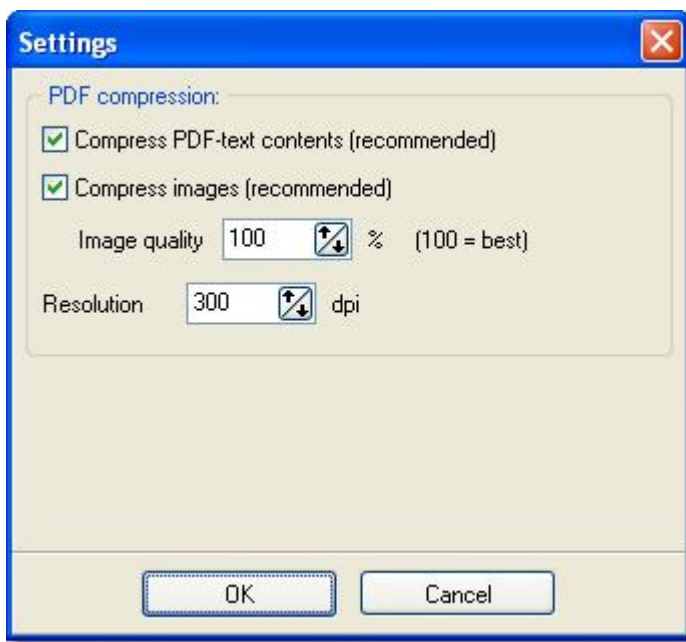 Settings
PDF compression:
Compress PDF-text contents (recommended)
Compress images (recommended)
Image quality 100 % (100 = best)
Resolution 300 dpi
OK Cancel